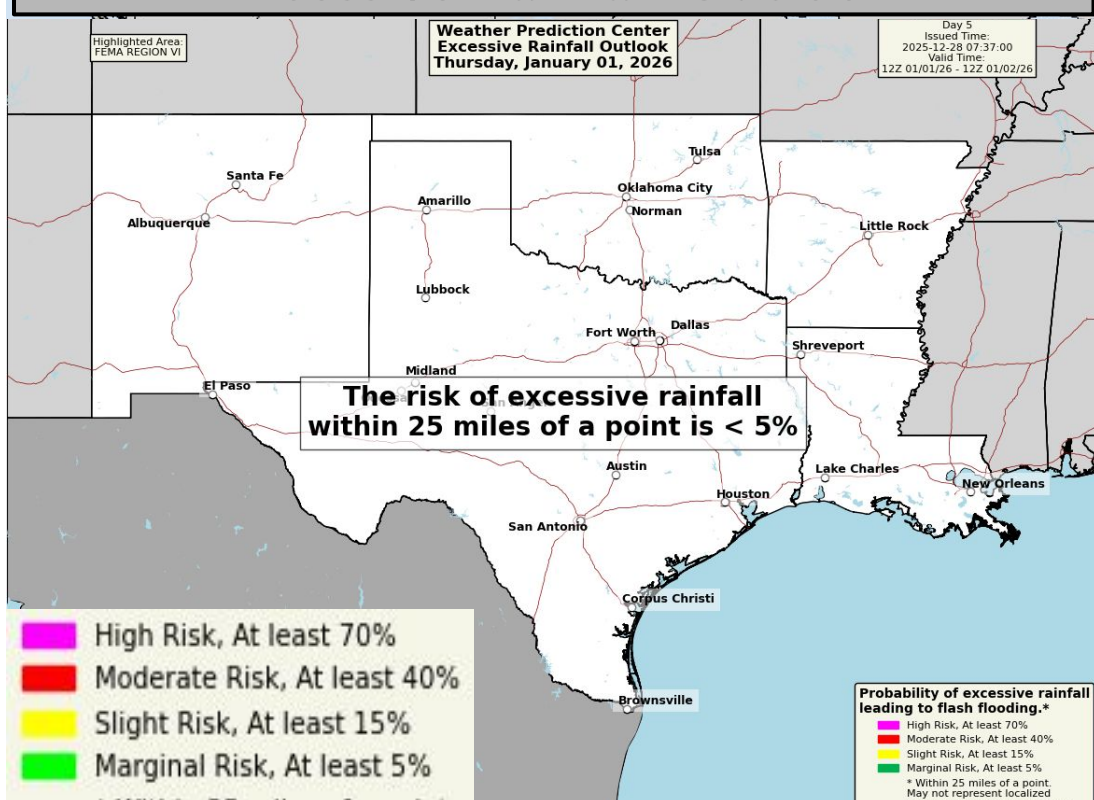 Weather Prediction Center
Excessive Rainfall Outlook
Thursday, January 01, 2026
Highlighted Area:
FEMA REGION VI
Day 5
Issued Time:
2025-12-28 07:37:00
Valid Time:
12Z 01/01/26 - 12Z 01/02/26
Santa Fe
Albuquerque
Amarillo
Tulsa
Oklahoma City
Norman
Little Rock
Lubbock
Fort Worth
Dallas
Shreveport
Midland
El Paso
The risk of excessive rainfall
within 25 miles of a point is < 5%
Austin
Lake Charles
New Orleans
Houston
San Antonio
Corpus Christi
Brownsville
High Risk, At least 70%
Moderate Risk, At least 40%
Slight Risk, At least 15%
Marginal Risk, At least 5%
Probability of excessive rainfall
leading to flash flooding.*
High Risk, At least 70%
Moderate Risk, At least 40%
Slight Risk, At least 15%
Marginal Risk, At least 5%
* Within 25 miles of a point.
May not represent localized